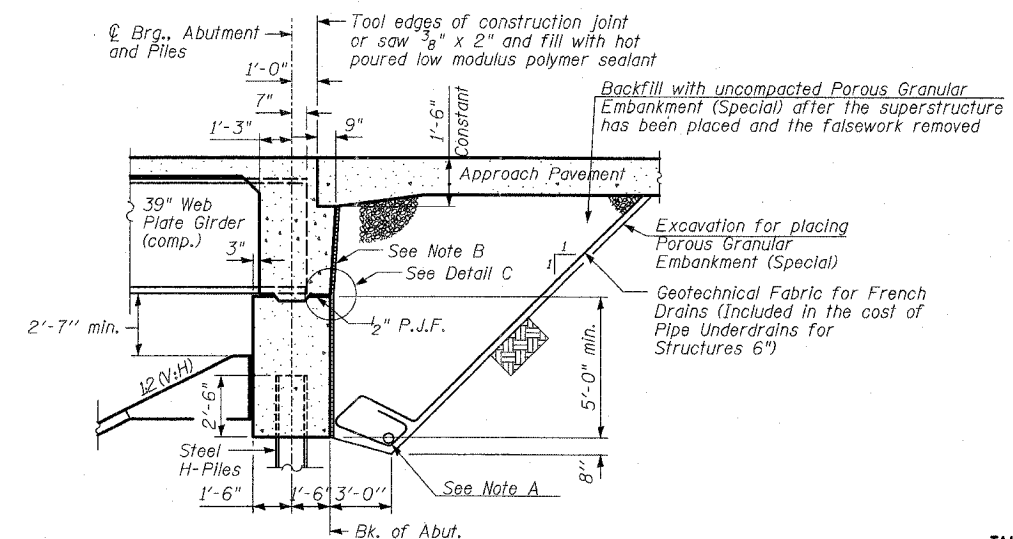 ℄ Brg., Abutment
and Piles
Tool edges of construction joint
or saw 3/8" x 2" and fill with hot
poured low modulus polymer sealant
1'-0"
7"
1'-3"
9"
1'-6"
Constant
Backfill with uncompacted Porous Granular
Embankment (Special) after the superstructure
has been placed and the falsework removed
Approach Pavement
39" Web
Plate Girder
(comp.)
3"
See Note B
See Detail C
1
1
Excavation for placing
Porous Granular
Embankment (Special)
Geotechnical Fabric for French
Drains (Included in the cost of
Pipe Underdrains for
Structures 6")
2'-7" min.
1/2" P.J.F.
1:2 (V:H)
2'-6"
5'-0" min.
8"
Steel
H-Piles
1'-6"
1'-6"
3'-0"
See Note A
Bk. of Abut.